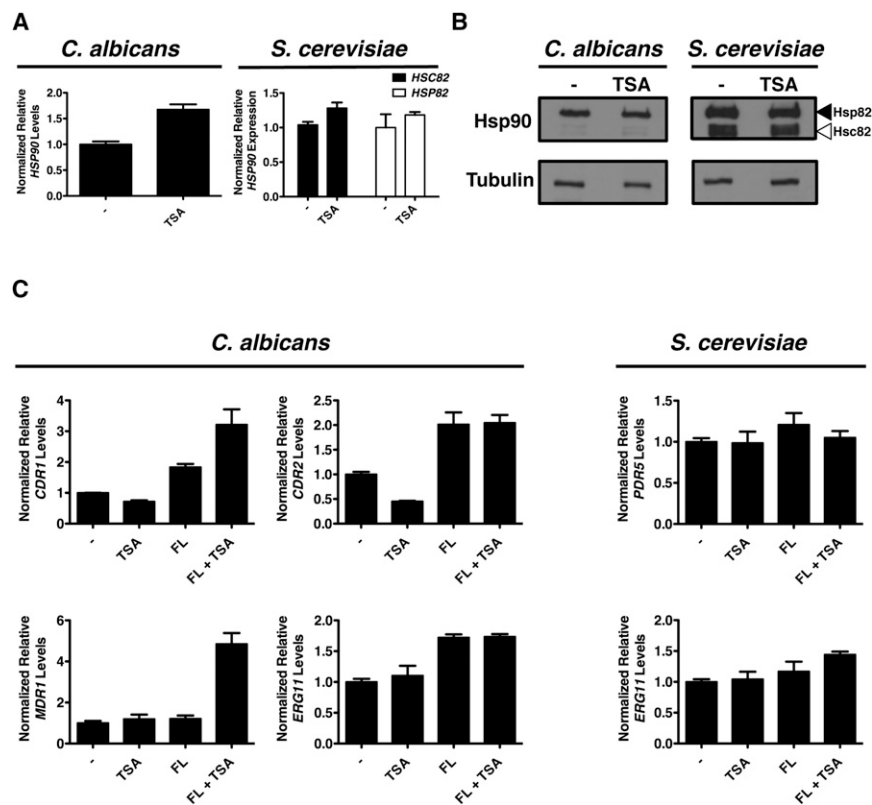 A
C. albicans
S. cerevisiae
Normalized Relative
HSP90 Levels
2.0
1.5
1.0
0.5
0.0
-
TSA
Normalized Relative
HSP90 Expression
1.5
1.0
0.5
0.0
HSC82
HSP82
-
TSA
-
TSA
B
C. albicans
S. cerevisiae
-
TSA
-
TSA
Hsp90
Hsp82
Hsc82
Tubulin
C
C. albicans
S. cerevisiae
Normalized Relative
CDR1 Levels
4
3
2
1
0
-
TSA
FL
FL + TSA
Normalized Relative
CDR2 Levels
2.5
2.0
1.5
1.0
0.5
0.0
-
TSA
FL
FL + TSA
Normalized Relative
PDR5 Levels
1.5
1.0
0.5
0.0
-
TSA
FL
FL + TSA
Normalized Relative
MDR1 Levels
6
4
2
0
-
TSA
FL
FL + TSA
Normalized Relative
ERG11 Levels
2.0
1.5
1.0
0.5
0.0
-
TSA
FL
FL + TSA
Normalized Relative
ERG11 Levels
2.0
1.5
1.0
0.5
0.0
-
TSA
FL
FL + TSA